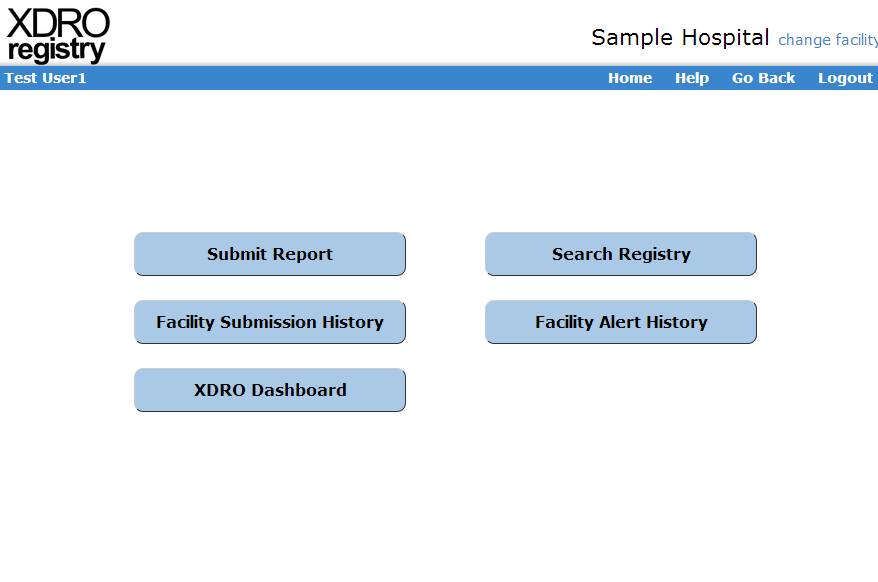 XDRO
registry
Sample Hospital change facility
Test User1 Home Help Go Back Logout
Submit Report Search Registry
Facility Submission History Facility Alert History
XDRO Dashboard